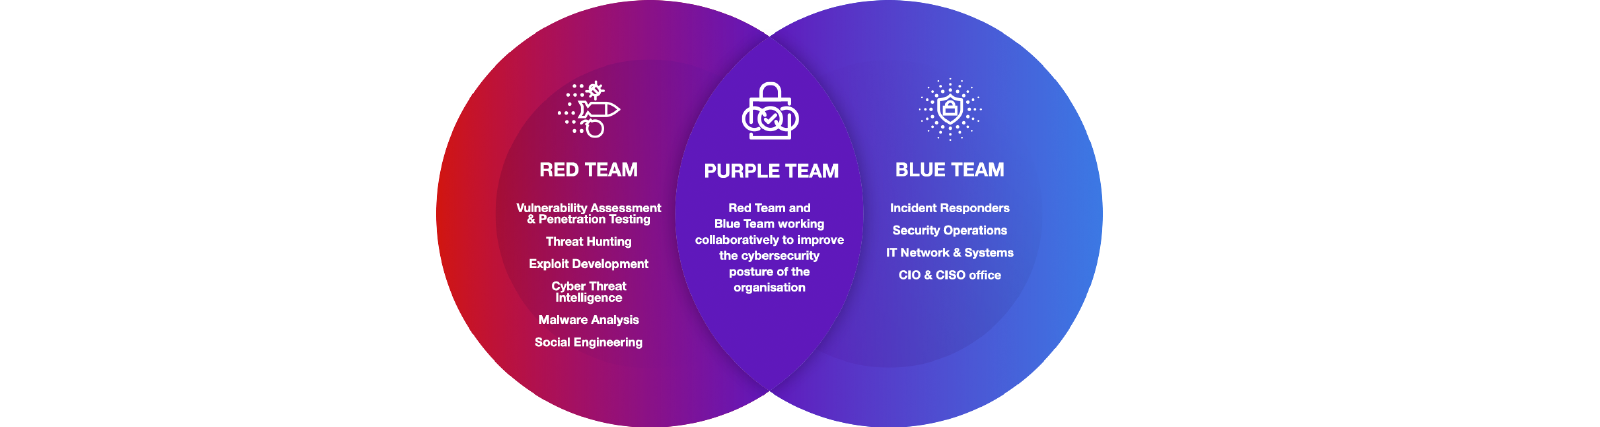 RED TEAM
Vulnerability Assessment
& Penetration Testing
Threat Hunting
Exploit Development
Cyber Threat
Intelligence
Malware Analysis
Social Engineering
PURPLE TEAM
Red Team and
Blue Team working
collaboratively to improve
the cybersecurity
posture of the
organisation
BLUE TEAM
Incident Responders
Security Operations
IT Network & Systems
CIO & CISO office